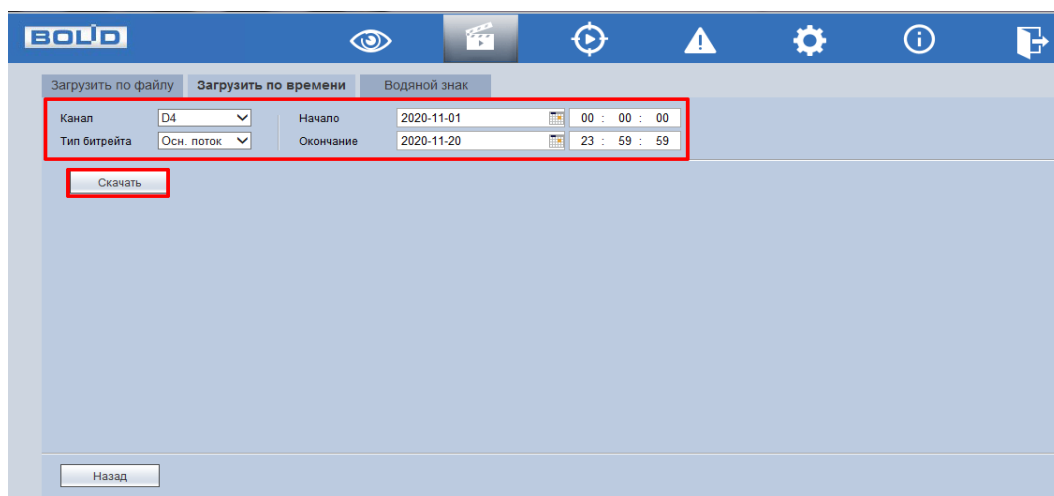 BOLID
Загрузить по файлу Загрузить по времени Водяной знак
Канал D4 Начало 2020-11-01 00 : 00 : 00
Тип битрейта Осн. поток Окончание 2020-11-20 23 : 59 : 59
Скачать
Назад